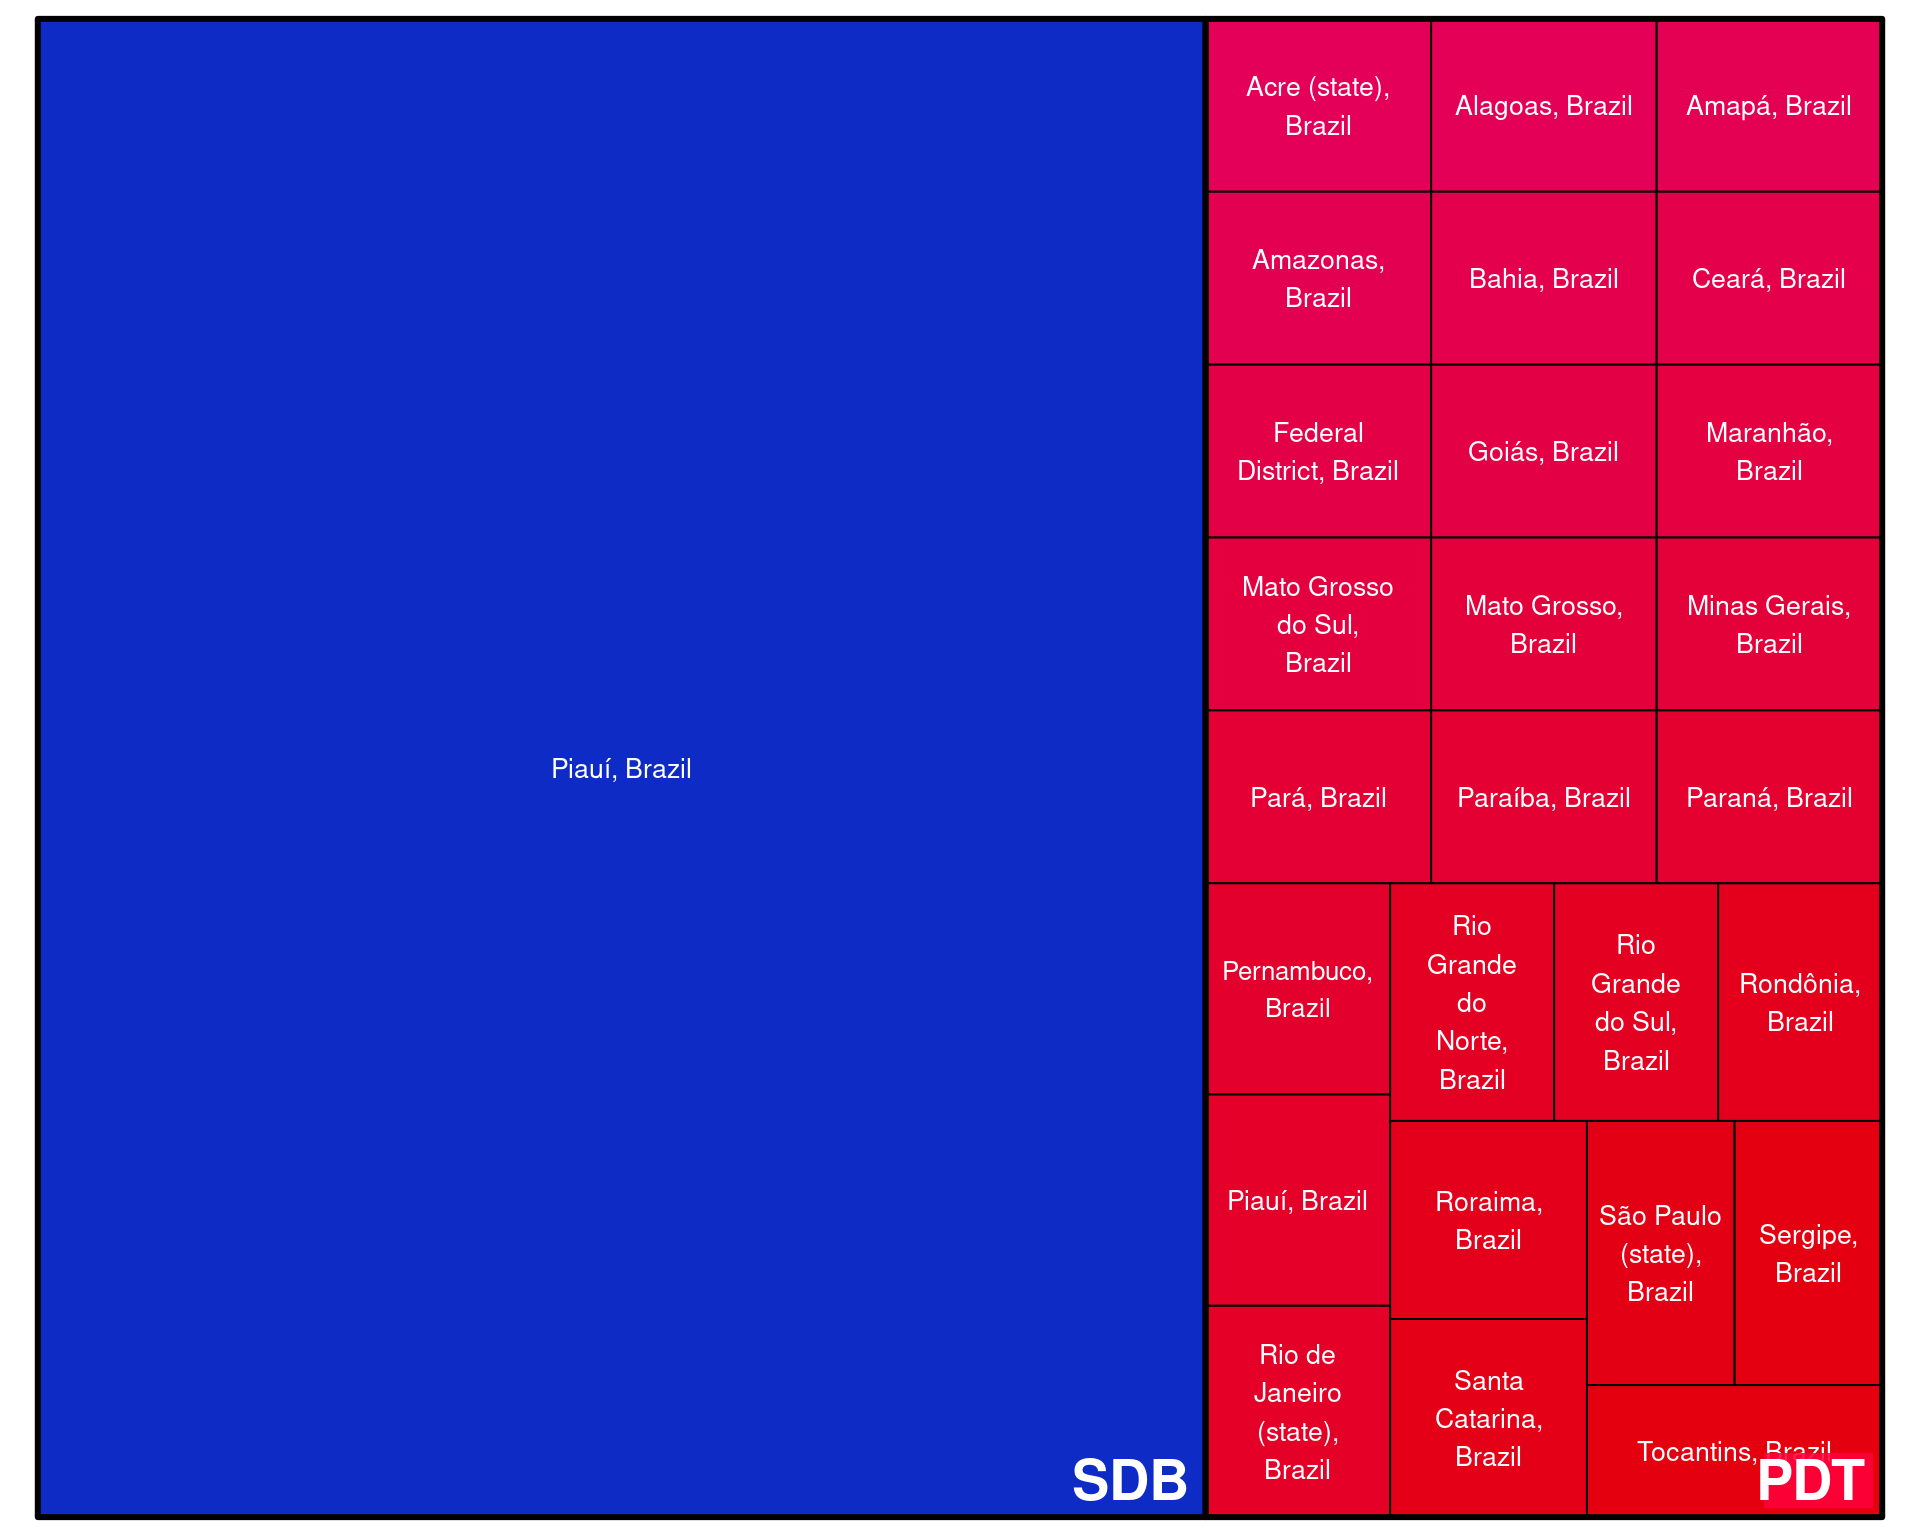 Piauí, Brazil
SDB
Acre (state),
Brazil
Alagoas, Brazil
Amapá, Brazil
Amazonas,
Brazil
Bahia, Brazil
Ceará, Brazil
Federal
District, Brazil
Goiás, Brazil
Maranhão,
Brazil
Mato Grosso
do Sul,
Brazil
Mato Grosso,
Brazil
Minas Gerais,
Brazil
Pará, Brazil
Paraíba, Brazil
Paraná, Brazil
Pernambuco,
Brazil
Rio
Grande
do
Norte,
Brazil
Rio
Grande
do Sul,
Brazil
Rondônia,
Brazil
Piauí, Brazil
Roraima,
Brazil
São Paulo
(state),
Brazil
Sergipe,
Brazil
Rio de
Janeiro
(state),
Brazil
Santa
Catarina,
Brazil
Tocantins, Brazil
PDT